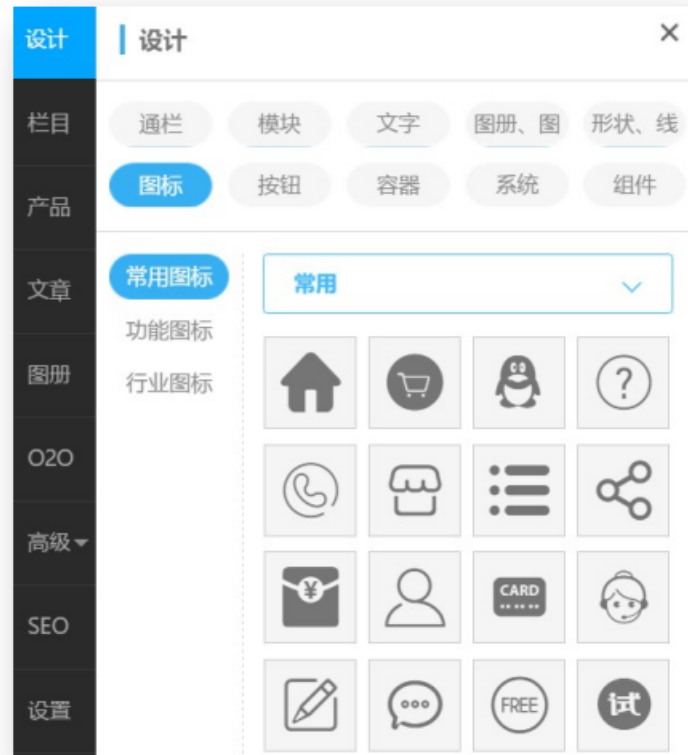 设计
栏目
产品
文章
图册
O2O
高级
SEO
设置
设计
通栏 模块 文字 图册、图 形状、线
图标 按钮 容器 系统 组件
常用图标
功能图标
行业图标
常用
?
¥
CARD
FREE
试